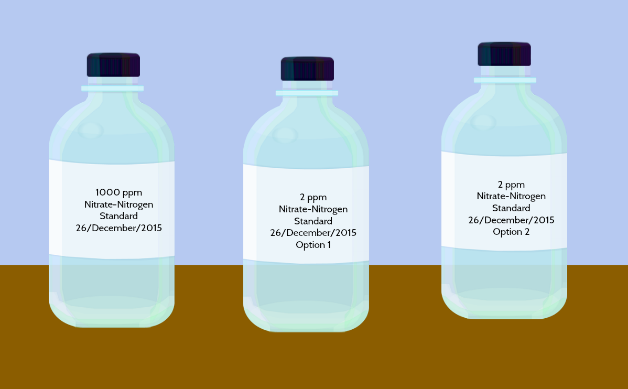 1000 ppm
Nitrate-Nitrogen
Standard
26/December/2015
2 ppm
Nitrate-Nitrogen
Standard
26/December/2015
Option 1
2 ppm
Nitrate-Nitrogen
Standard
26/December/2015
Option 2